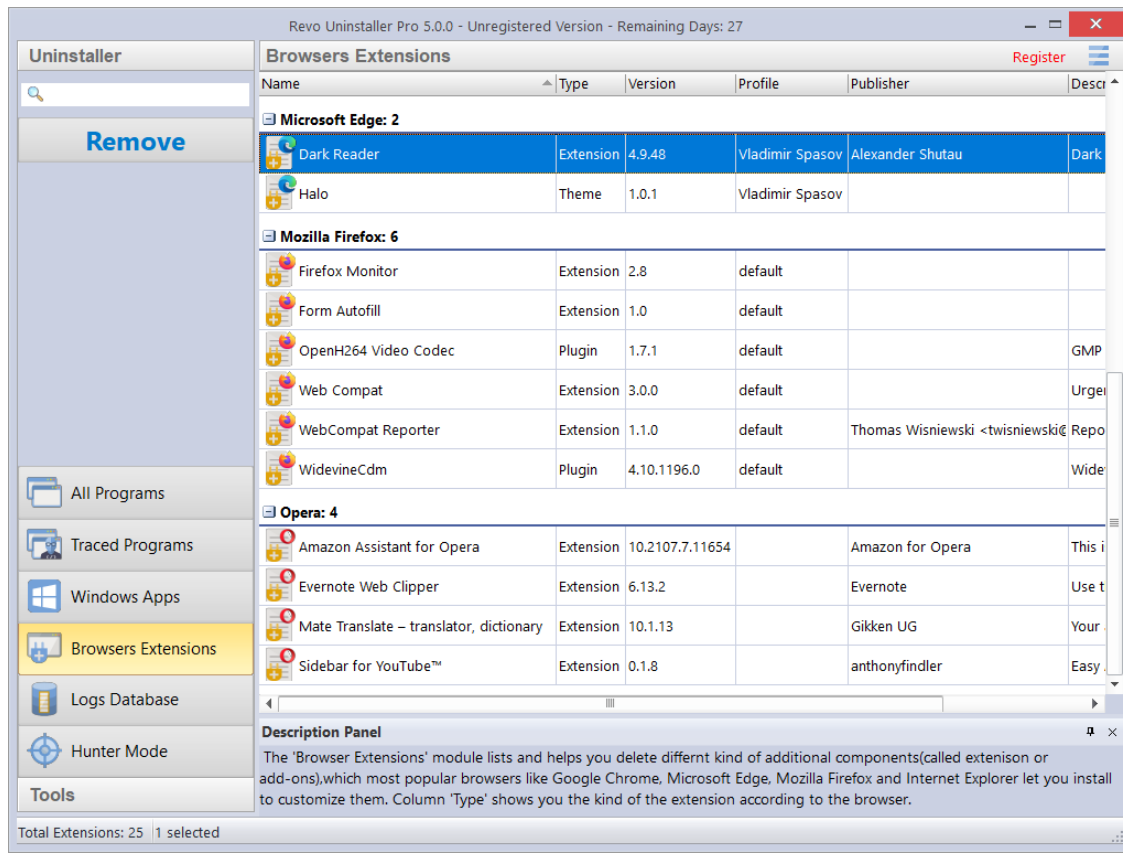 Revo Uninstaller Pro 5.0.0 - Unregistered Version - Remaining Days: 27
Uninstaller
Remove
All Programs
Traced Programs
Windows Apps
Browsers Extensions
Logs Database
Hunter Mode
Tools
Browsers Extensions Register
Name Type Version Profile Publisher Descr
Microsoft Edge: 2
Dark Reader Extension 4.9.48 Vladimir Spasov Alexander Shutau Dark
Halo Theme 1.0.1 Vladimir Spasov
Mozilla Firefox: 6
Firefox Monitor Extension 2.8 default
Form Autofill Extension 1.0 default
OpenH264 Video Codec Plugin 1.7.1 default GMP
Web Compat Extension 3.0.0 default Urger
WebCompat Reporter Extension 1.1.0 default Thomas Wisniewski <twisniewski@ Repo
WidevineCdm Plugin 4.10.1196.0 default Widev
Opera: 4
Amazon Assistant for Opera Extension 10.2107.7.11654 Amazon for Opera This i
Evernote Web Clipper Extension 6.13.2 Evernote Use t
Mate Translate – translator, dictionary Extension 10.1.13 Gikken UG Your
Sidebar for YouTube™ Extension 0.1.8 anthonyfindler Easy
Description Panel
The 'Browser Extensions' module lists and helps you delete differnt kind of additional components(called extenison or
add-ons),which most popular browsers like Google Chrome, Microsoft Edge, Mozilla Firefox and Internet Explorer let you install
to customize them. Column 'Type' shows you the kind of the extension according to the browser.
Total Extensions: 25 1 selected